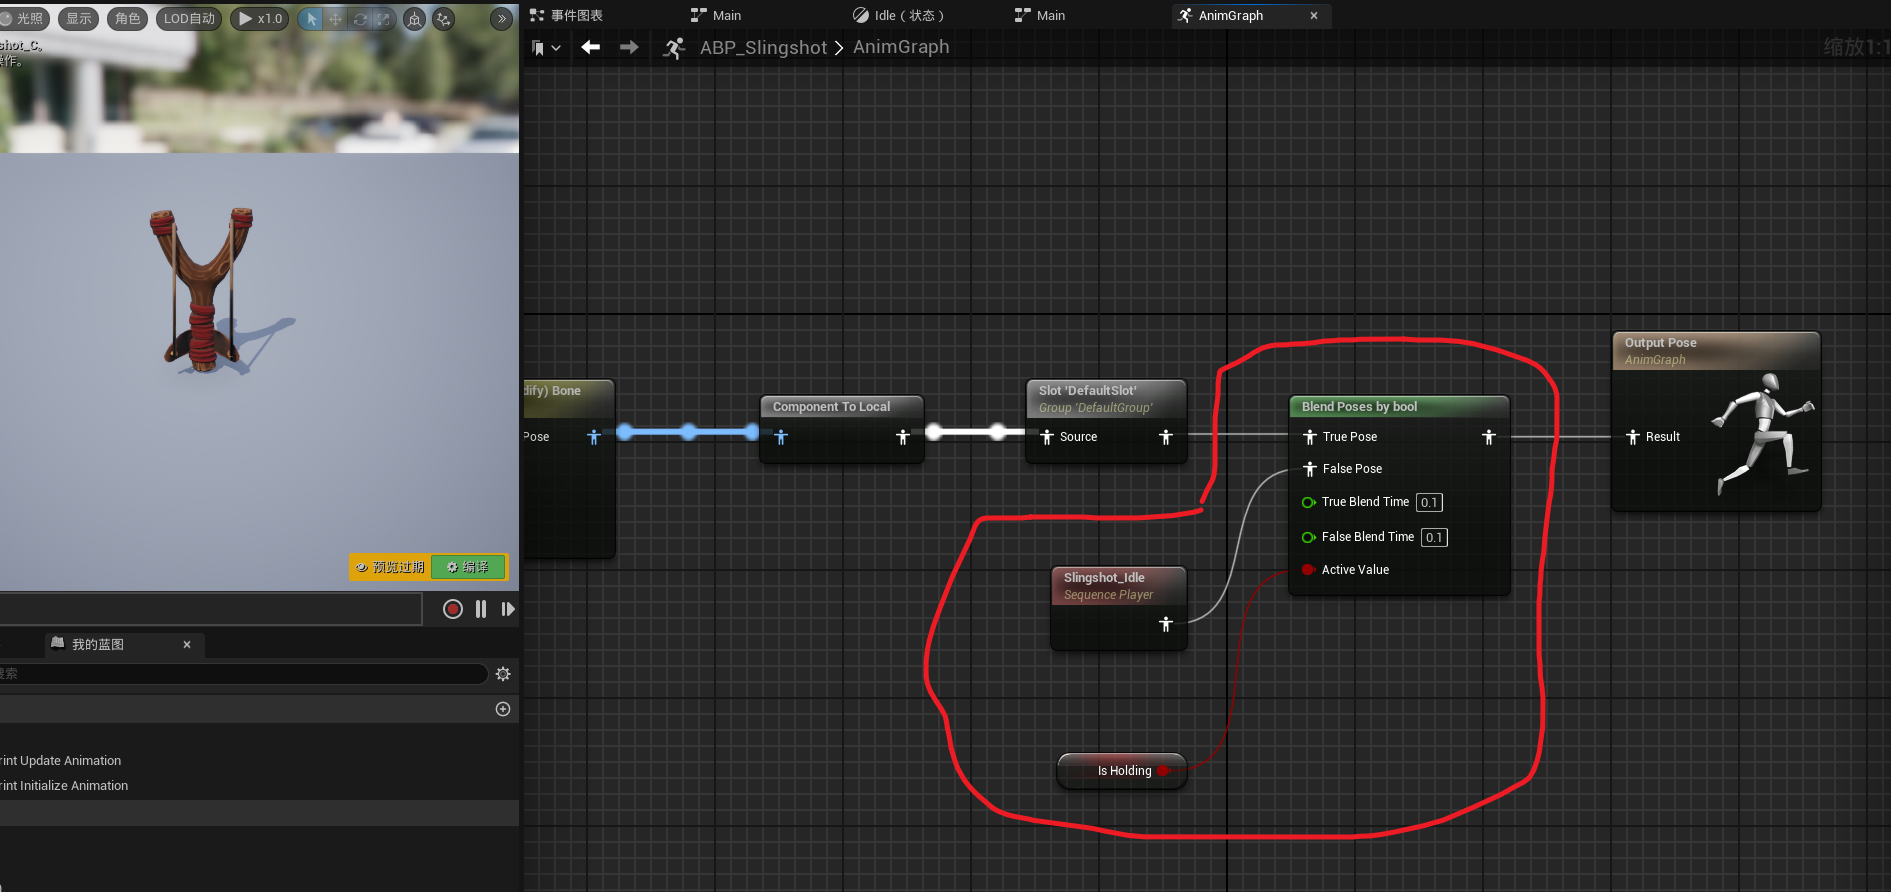 光照 显示 角色 LOD自动 x1.0
shot_C。
操作。
事件图表 Main Idle（状态） Main AnimGraph
ABP_Slingshot AnimGraph 缩放1:1
dify) Bone
Pose
Component To Local
Slot 'DefaultSlot'
Group 'DefaultGroup'
Source
Blend Poses by bool
True Pose
False Pose
True Blend Time 0.1
False Blend Time 0.1
Active Value
Output Pose
AnimGraph
Result
Slingshot_Idle
Sequence Player
Is Holding
预览过期 编译
我的蓝图
搜索
rint Update Animation
rint Initialize Animation